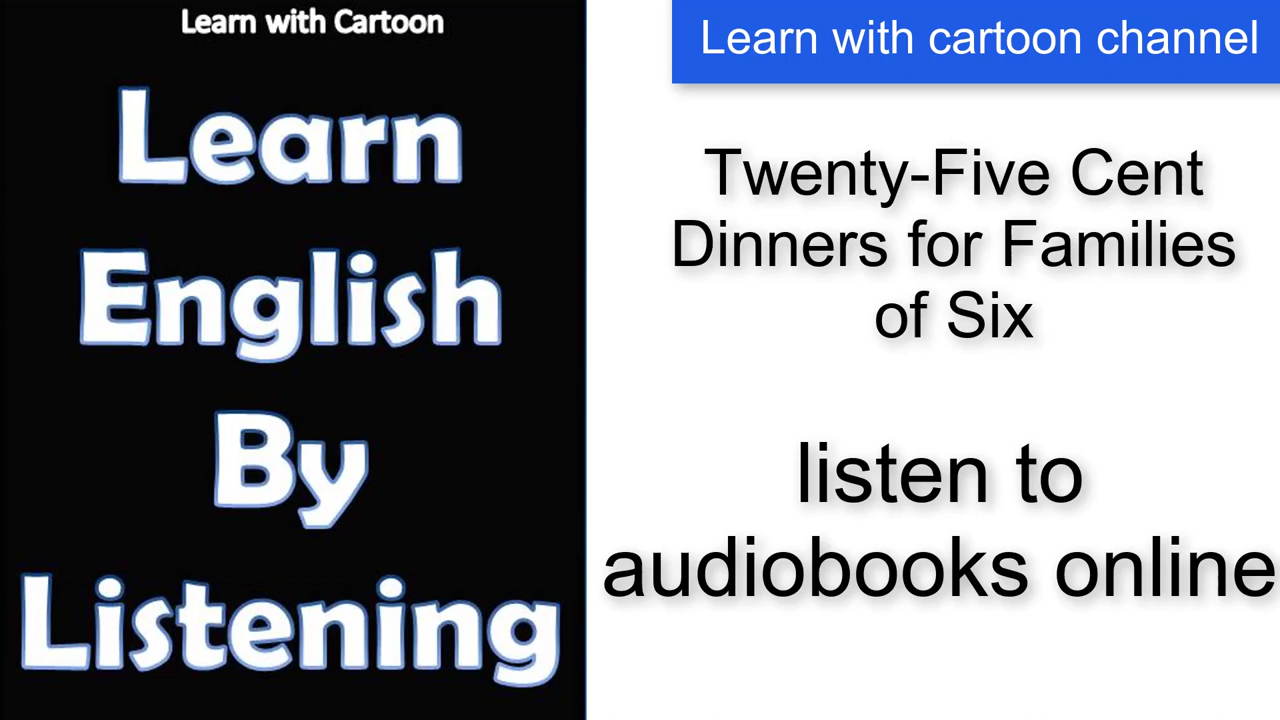 Learn with Cartoon
Learn
English
By
Listening
Learn with cartoon channel
Twenty-Five Cent
Dinners for Families
of Six
listen to
audiobooks online